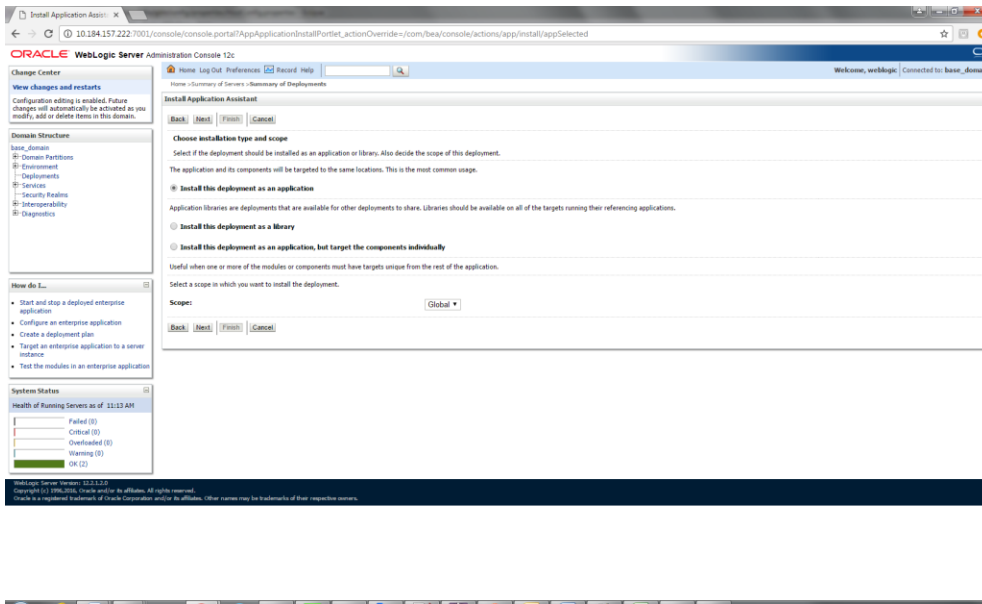 Install Application Assist
10.184.157.222:7001/console/console.portal?AppApplicationInstallPortlet_actionOverride=/com/bea/console/actions/app/install/appSelected
ORACLE WebLogic Server Administration Console 12c
Change Center
View changes and restarts
Configuration editing is enabled. Future
changes will automatically be activated as you
modify, add or delete items in this domain.
Domain Structure
base_domain
Domain Partitions
Environment
Deployments
Services
Security Realms
Interoperability
Diagnostics
How do I...
Start and stop a deployed enterprise
application
Configure an enterprise application
Create a deployment plan
Target an enterprise application to a server
instance
Test the modules in an enterprise application
System Status
Health of Running Servers as of 11:13 AM
Failed (0)
Critical (0)
Overloaded (0)
Warning (0)
OK (2)
Home Log Out Preferences Record Help
Welcome, weblogic Connected to: base_doma
Home >Summary of Servers >Summary of Deployments
Install Application Assistant
Back Next Finish Cancel
Choose installation type and scope
Select if the deployment should be installed as an application or library. Also decide the scope of this deployment.
The application and its components will be targeted to the same locations. This is the most common usage.
Install this deployment as an application
Application libraries are deployments that are available for other deployments to share. Libraries should be available on all of the targets running their referencing applications.
Install this deployment as a library
Install this deployment as an application, but target the components individually
Useful when one or more of the modules or components must have targets unique from the rest of the application.
Select a scope in which you want to install the deployment.
Scope:
Global
Back Next Finish Cancel
WebLogic Server Version: 12.2.1.2.0
Copyright (c) 1996,2016, Oracle and/or its affiliates. All rights reserved.
Oracle is a registered trademark of Oracle Corporation and/or its affiliates. Other names may be trademarks of their respective owners.